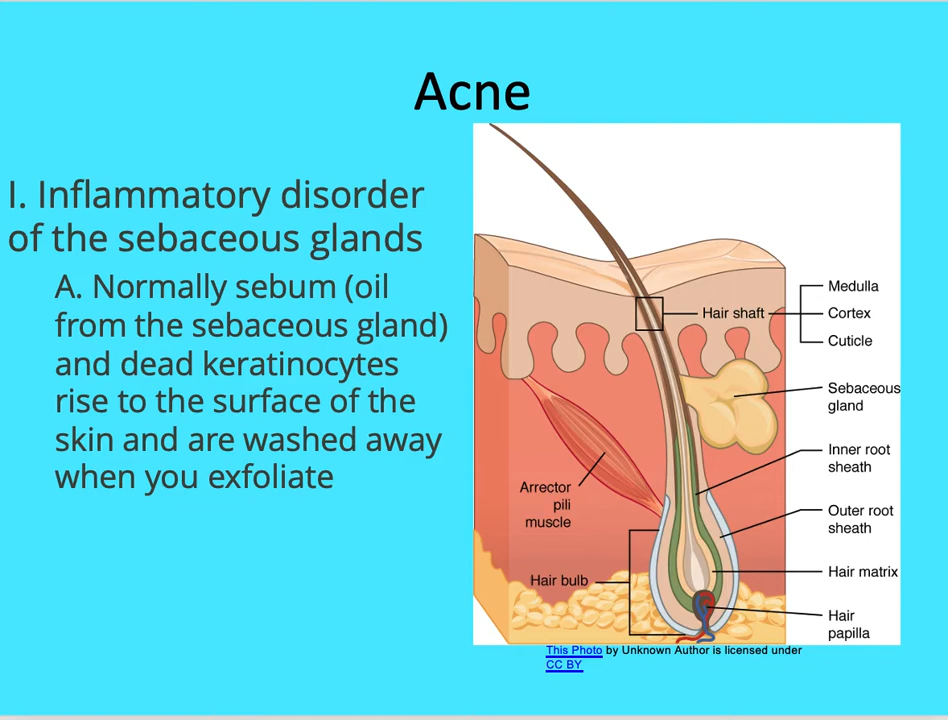 Acne
I. Inflammatory disorder
of the sebaceous glands
A. Normally sebum (oil
from the sebaceous gland)
and dead keratinocytes
rise to the surface of the
skin and are washed away
when you exfoliate
Hair shaft
Medulla
Cortex
Cuticle
Sebaceous
gland
Inner root
sheath
Arrector
pili
muscle
Outer root
sheath
Hair bulb
Hair matrix
Hair
papilla
This Photo by Unknown Author is licensed under
CC BY